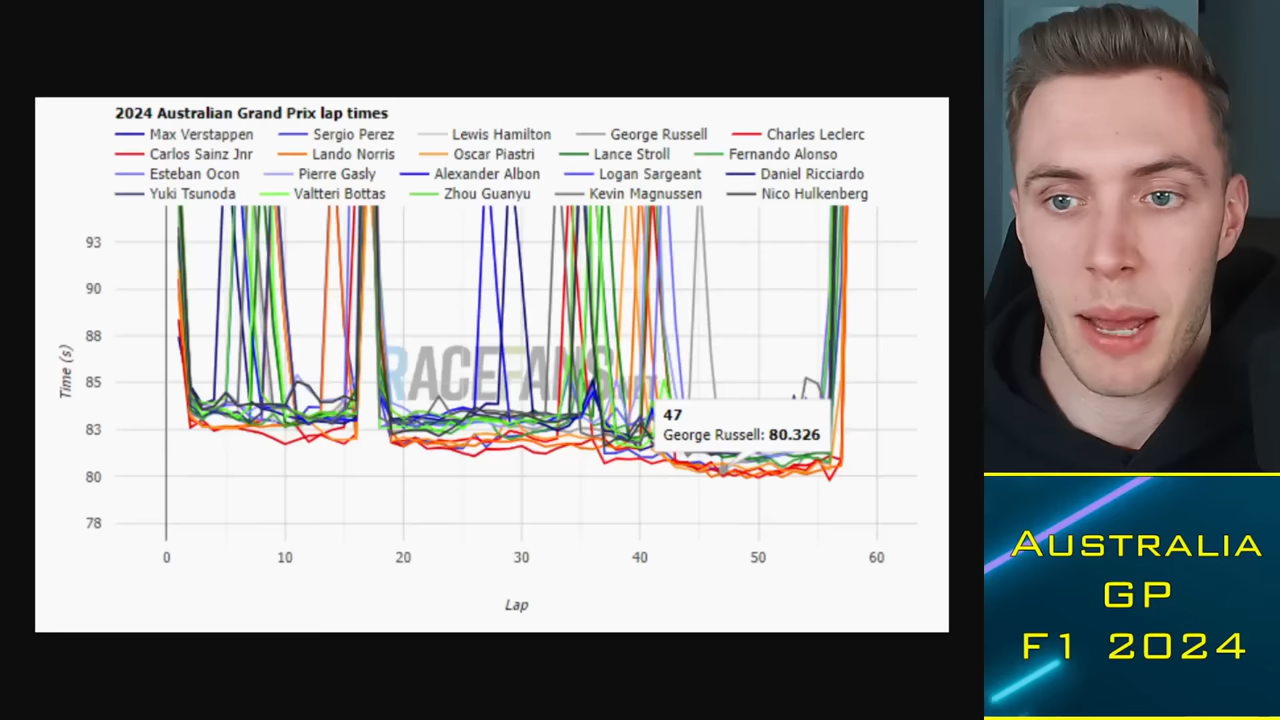 2024 Australian Grand Prix lap times
Max Verstappen Sergio Perez Lewis Hamilton George Russell Charles Leclerc
Carlos Sainz Jnr Lando Norris Oscar Piastri Lance Stroll Fernando Alonso
Esteban Ocon Pierre Gasly Alexander Albon Logan Sargeant Daniel Ricciardo
Yuki Tsunoda Valtteri Bottas Zhou Guanyu Kevin Magnussen Nico Hulkenberg
93
90
88
85
83
80
78
Time (s)
RACEFANS
47
George Russell: 80.326
0 10 20 30 40 50 60
Lap
AUSTRALIA
GP
F1 2024